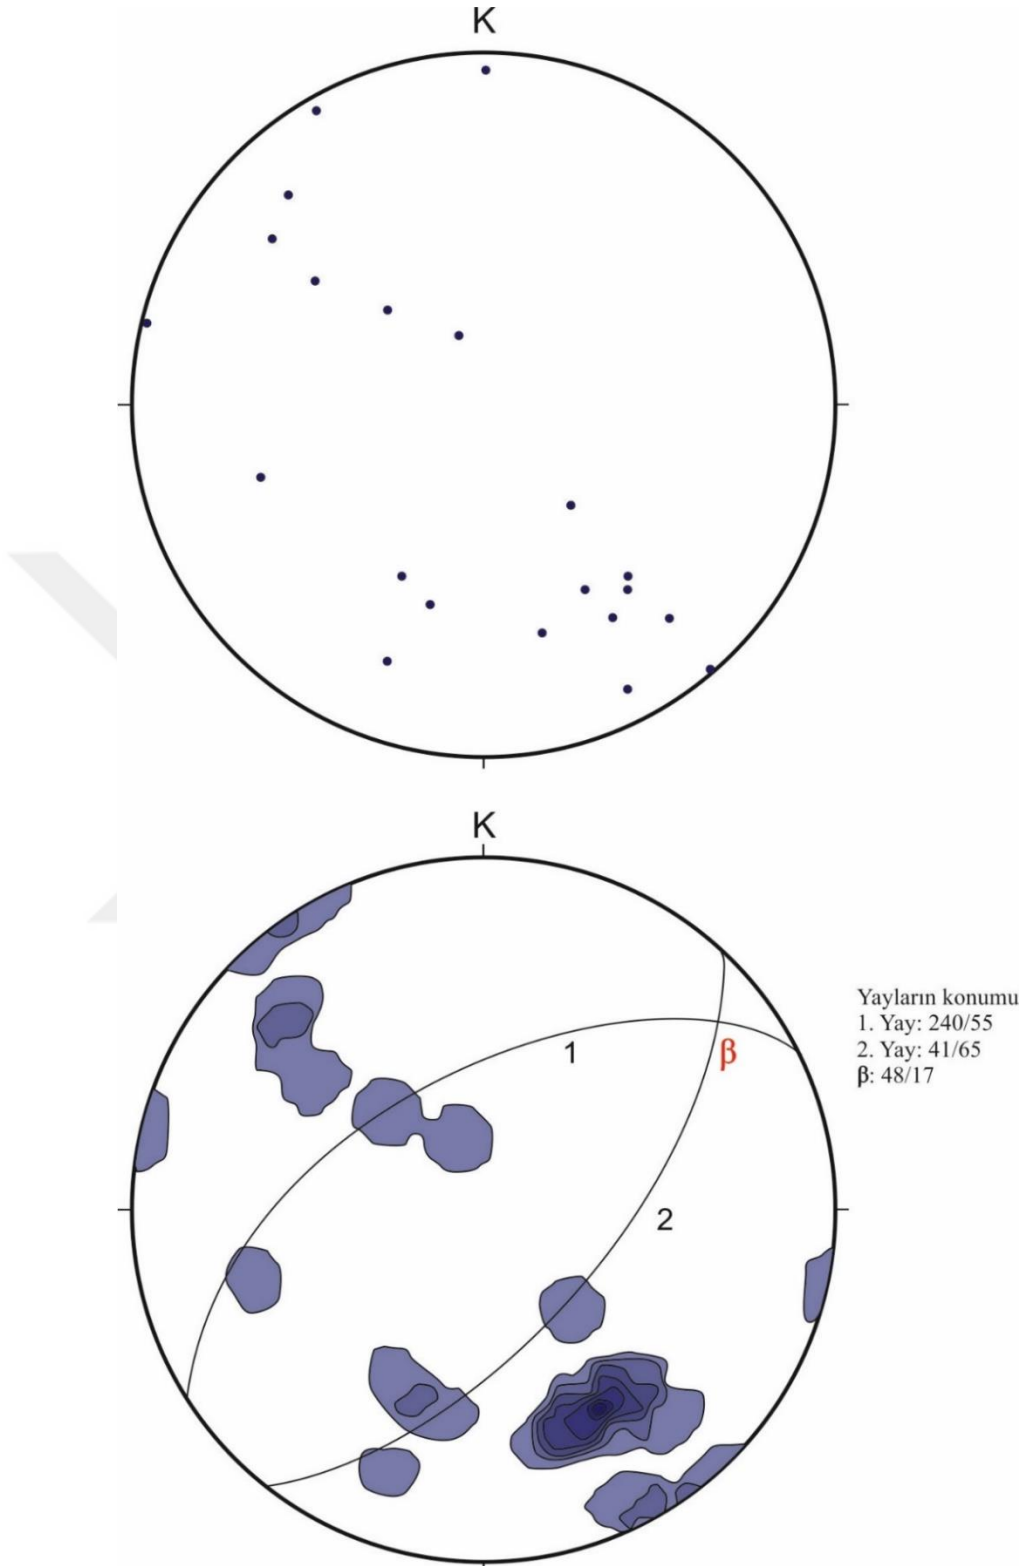 K
K
1
β
2
Yayların konumu
1. Yay: 240/55
2. Yay: 41/65
β: 48/17